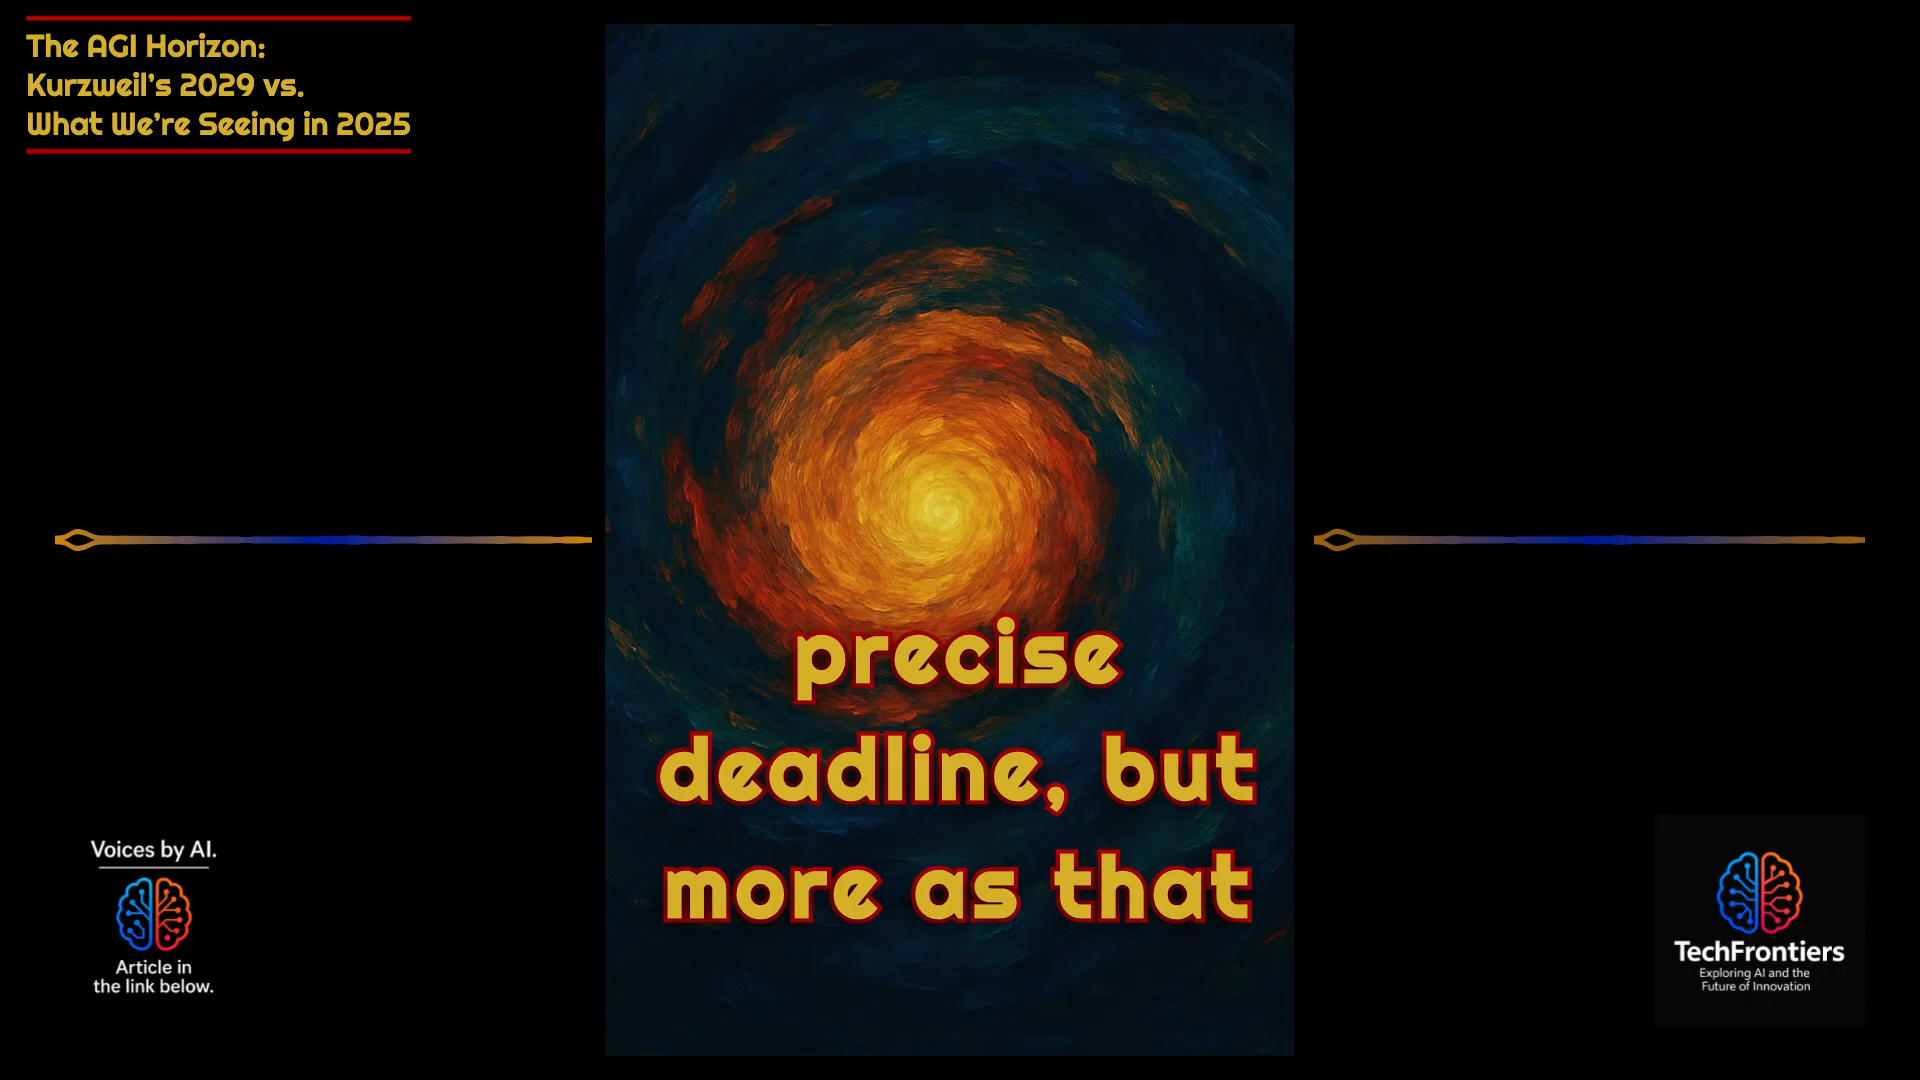 The AGI Horizon:
Kurzweil's 2029 vs.
What We're Seeing in 2025
precise
deadline, but
more as that
Voices by AI.
Article in
the link below.
TechFrontiers
Exploring AI and the
Future of Innovation